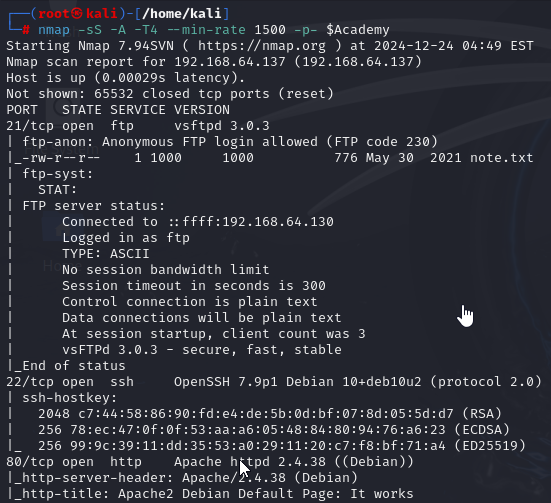 ┌──(root㉿kali)-[/home/kali]
└─# nmap -sS -A -T4 --min-rate 1500 -p- $Academy
Starting Nmap 7.94SVN ( https://nmap.org ) at 2024-12-24 04:49 EST
Nmap scan report for 192.168.64.137 (192.168.64.137)
Host is up (0.00029s latency).
Not shown: 65532 closed tcp ports (reset)
PORT   STATE SERVICE VERSION
21/tcp open  ftp     vsftpd 3.0.3
| ftp-anon: Anonymous FTP login allowed (FTP code 230)
|_-rw-r--r--    1 1000     1000          776 May 30  2021 note.txt
| ftp-syst:
|   STAT:
| FTP server status:
|      Connected to ::ffff:192.168.64.130
|      Logged in as ftp
|      TYPE: ASCII
|      No session bandwidth limit
|      Session timeout in seconds is 300
|      Control connection is plain text
|      Data connections will be plain text
|      At session startup, client count was 3
|      vsFTPd 3.0.3 - secure, fast, stable
|_End of status
22/tcp open  ssh     OpenSSH 7.9p1 Debian 10+deb10u2 (protocol 2.0)
| ssh-hostkey:
|   2048 c7:44:58:86:90:fd:e4:de:5b:0d:bf:07:8d:05:5d:d7 (RSA)
|   256 78:ec:47:0f:0f:53:aa:a6:05:48:84:80:94:76:a6:23 (ECDSA)
|_  256 99:9c:39:11:dd:35:53:a0:29:11:20:c7:f8:bf:71:a4 (ED25519)
80/tcp open  http    Apache httpd 2.4.38 ((Debian))
|_http-server-header: Apache/2.4.38 (Debian)
|_http-title: Apache2 Debian Default Page: It works